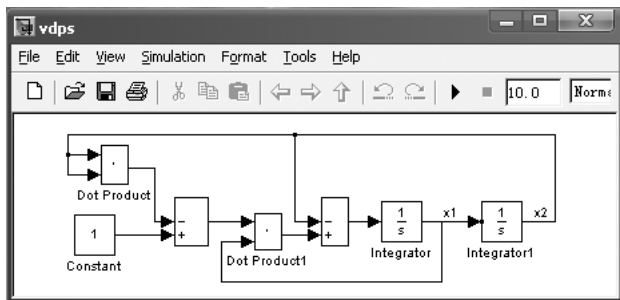 vdps
File Edit View Simulation Format Tools Help
10.0 Norma
Dot Product
1
Constant
−
+
Dot Product1
−
+
1
s
Integrator
x1
1
s
Integrator1
x2